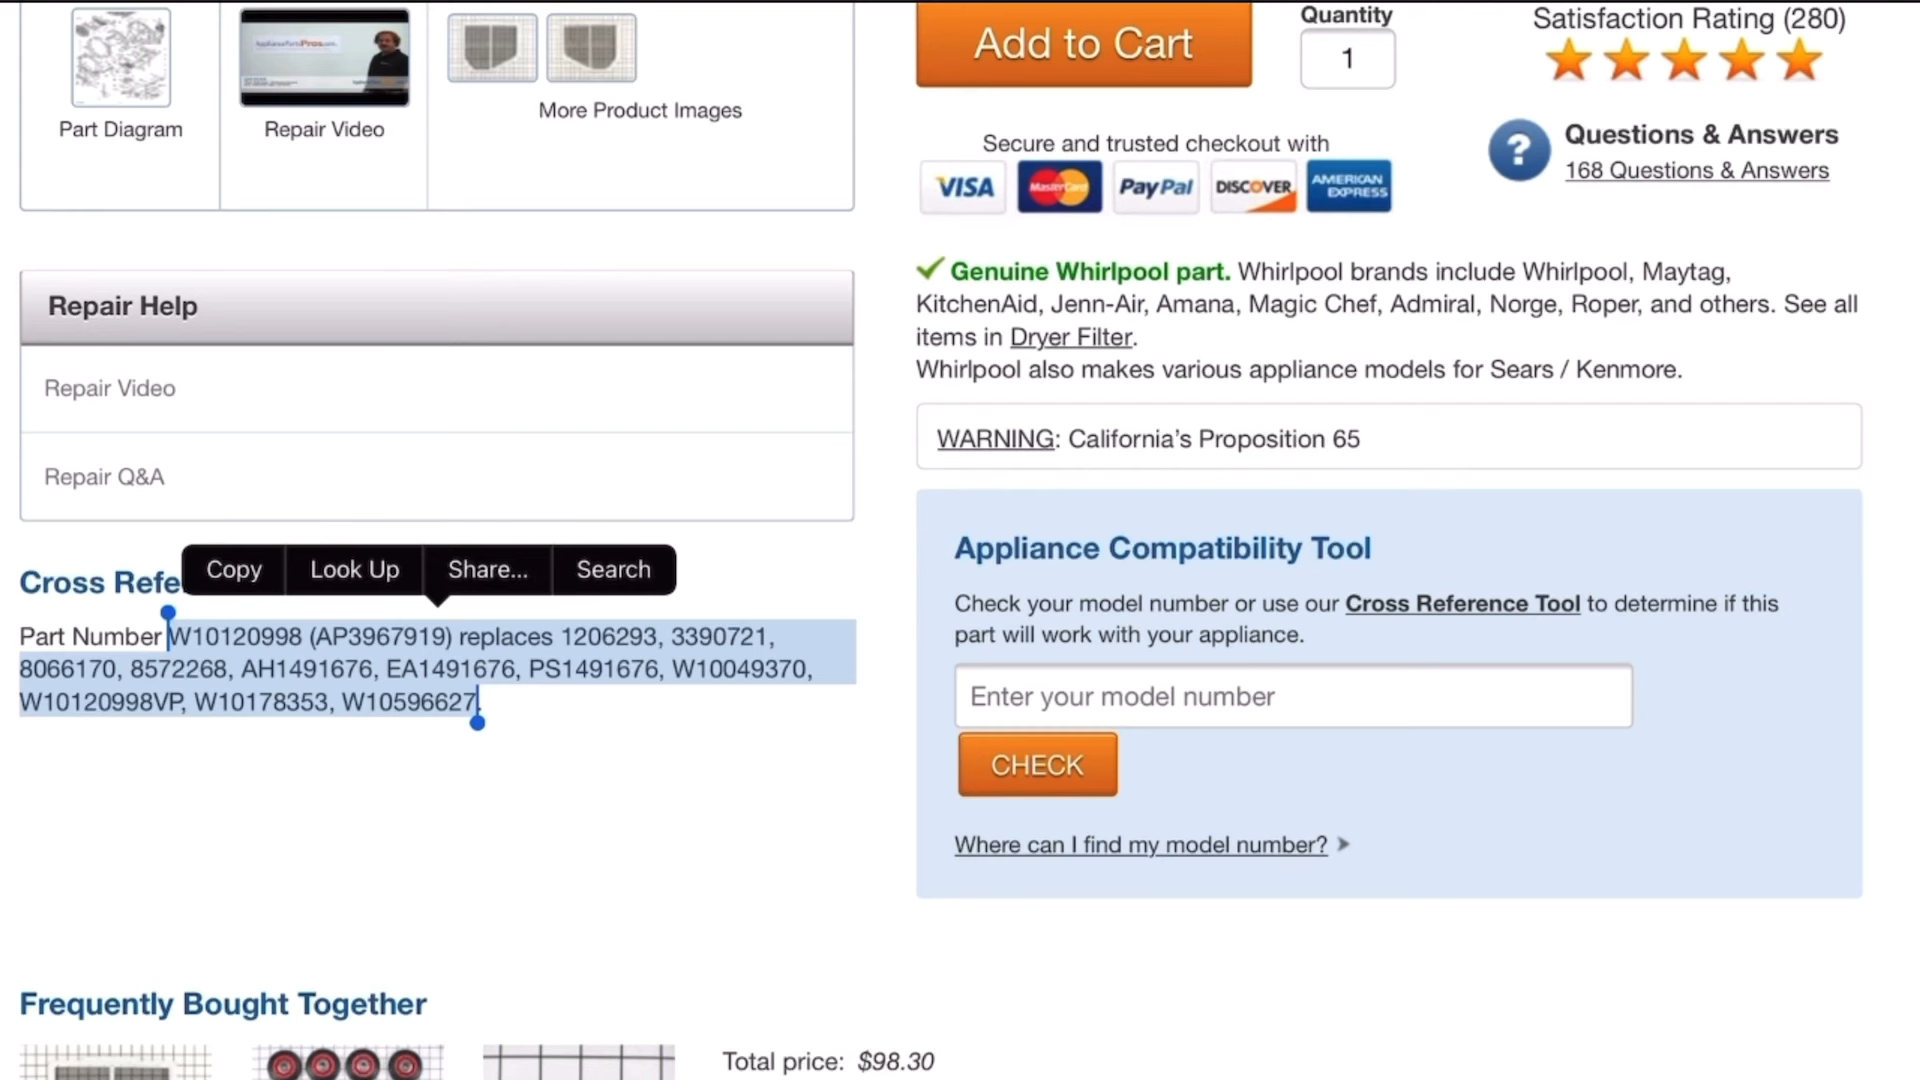 Part Diagram
AppliancePartsPros.com
Repair Video
More Product Images
Add to Cart
Quantity
1
Satisfaction Rating (280)
Secure and trusted checkout with
VISA
MasterCard
PayPal
DISCOVER
AMERICAN
EXPRESS
?
Questions & Answers
168 Questions & Answers
Repair Help
Repair Video
Repair Q&A
Genuine Whirlpool part. Whirlpool brands include Whirlpool, Maytag,
KitchenAid, Jenn-Air, Amana, Magic Chef, Admiral, Norge, Roper, and others. See all
items in Dryer Filter.
Whirlpool also makes various appliance models for Sears / Kenmore.
WARNING: California's Proposition 65
Copy
Look Up
Share...
Search
Cross Refe
Part Number W10120998 (AP3967919) replaces 1206293, 3390721,
8066170, 8572268, AH1491676, EA1491676, PS1491676, W10049370,
W10120998VP, W10178353, W10596627.
Appliance Compatibility Tool
Check your model number or use our Cross Reference Tool to determine if this
part will work with your appliance.
Enter your model number
CHECK
Where can I find my model number?
Frequently Bought Together
Total price: $98.30